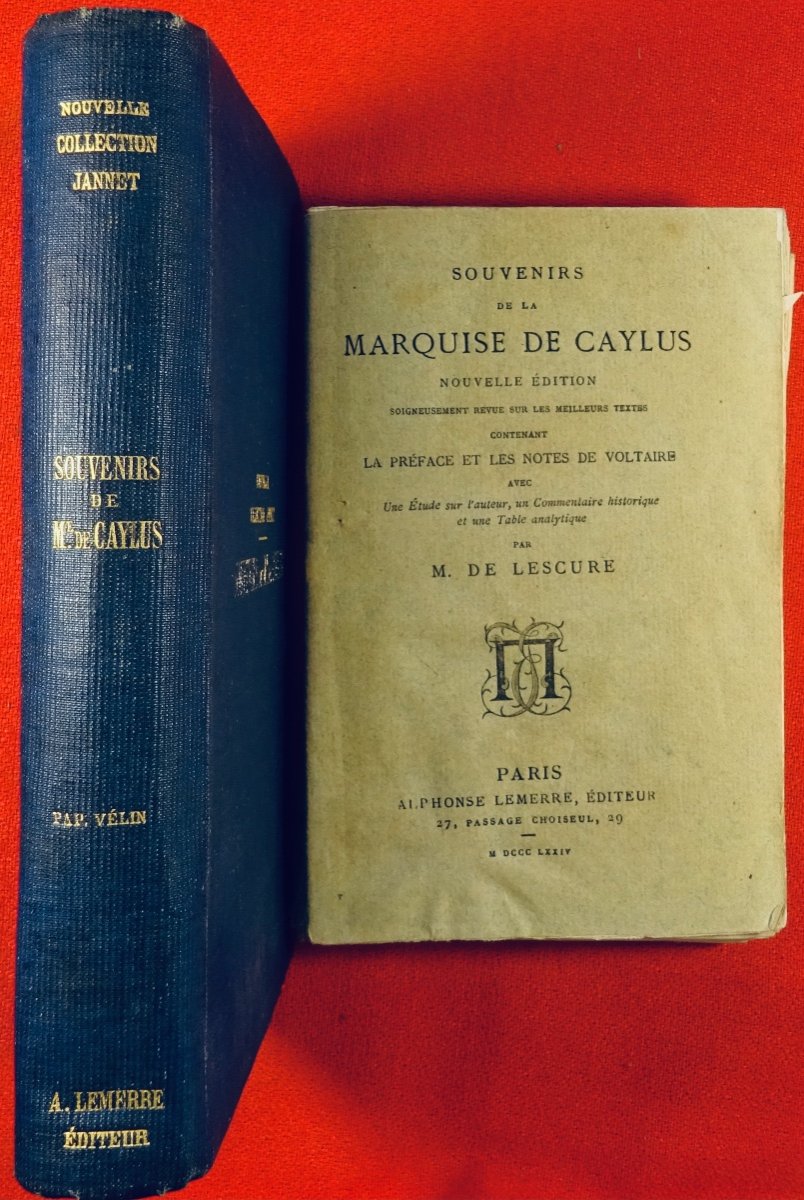 NOUVELLE
COLLECTION
JANNET
SOUVENIRS
DE
Me. DE CAYLUS
PAP. VÉLIN
A. LEMERRE
ÉDITEUR
SOUVENIRS
DE LA
MARQUISE DE CAYLUS
NOUVELLE ÉDITION
SOIGNEUSEMENT REVUE SUR LES MEILLEURS TEXTES
CONTENANT
LA PRÉFACE ET LES NOTES DE VOLTAIRE
AVEC
Une Étude sur l'auteur, un Commentaire historique
et une Table analytique
PAR
M. DE LESCURE
PARIS
ALPHONSE LEMERRE, ÉDITEUR
27, PASSAGE CHOISEUL, 29
M DCCC LXXIV